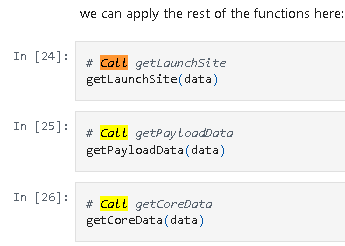 we can apply the rest of the functions here:
In [24]:
# Call getLaunchSite
getLaunchSite(data)
In [25]:
# Call getPayloadData
getPayloadData(data)
In [26]:
# Call getCoreData
getCoreData(data)